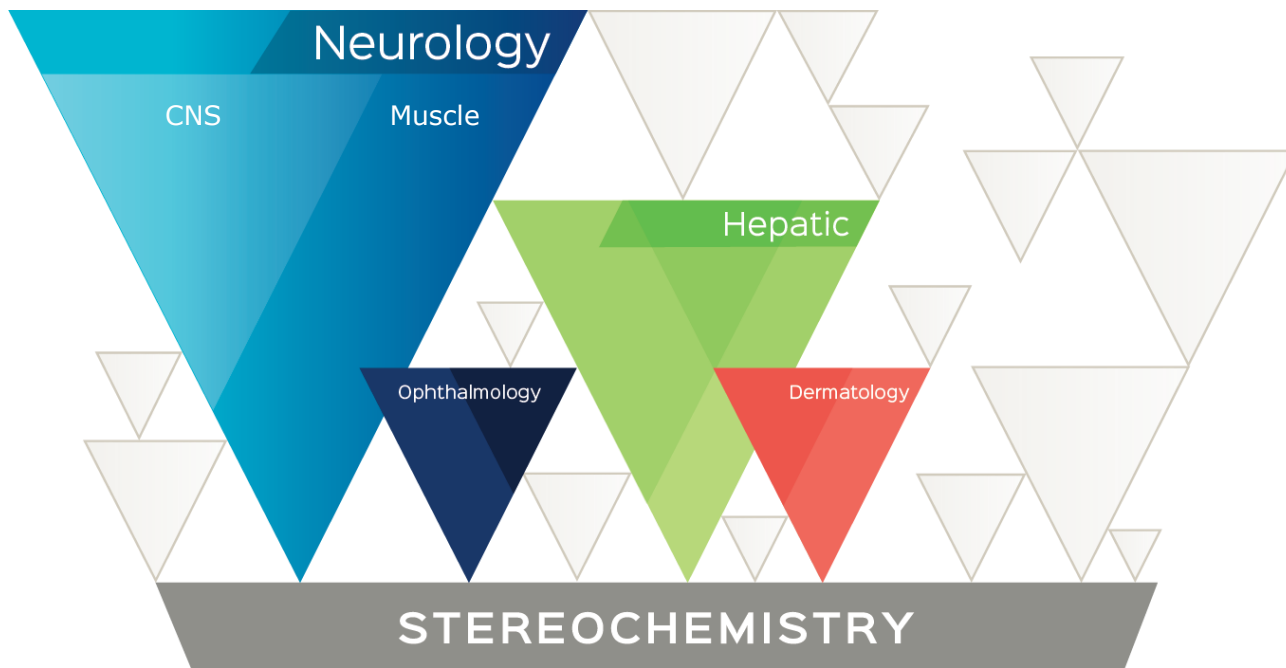 Neurology
CNS
Muscle
Hepatic
Ophthalmology
Dermatology
STEREOCHEMISTRY